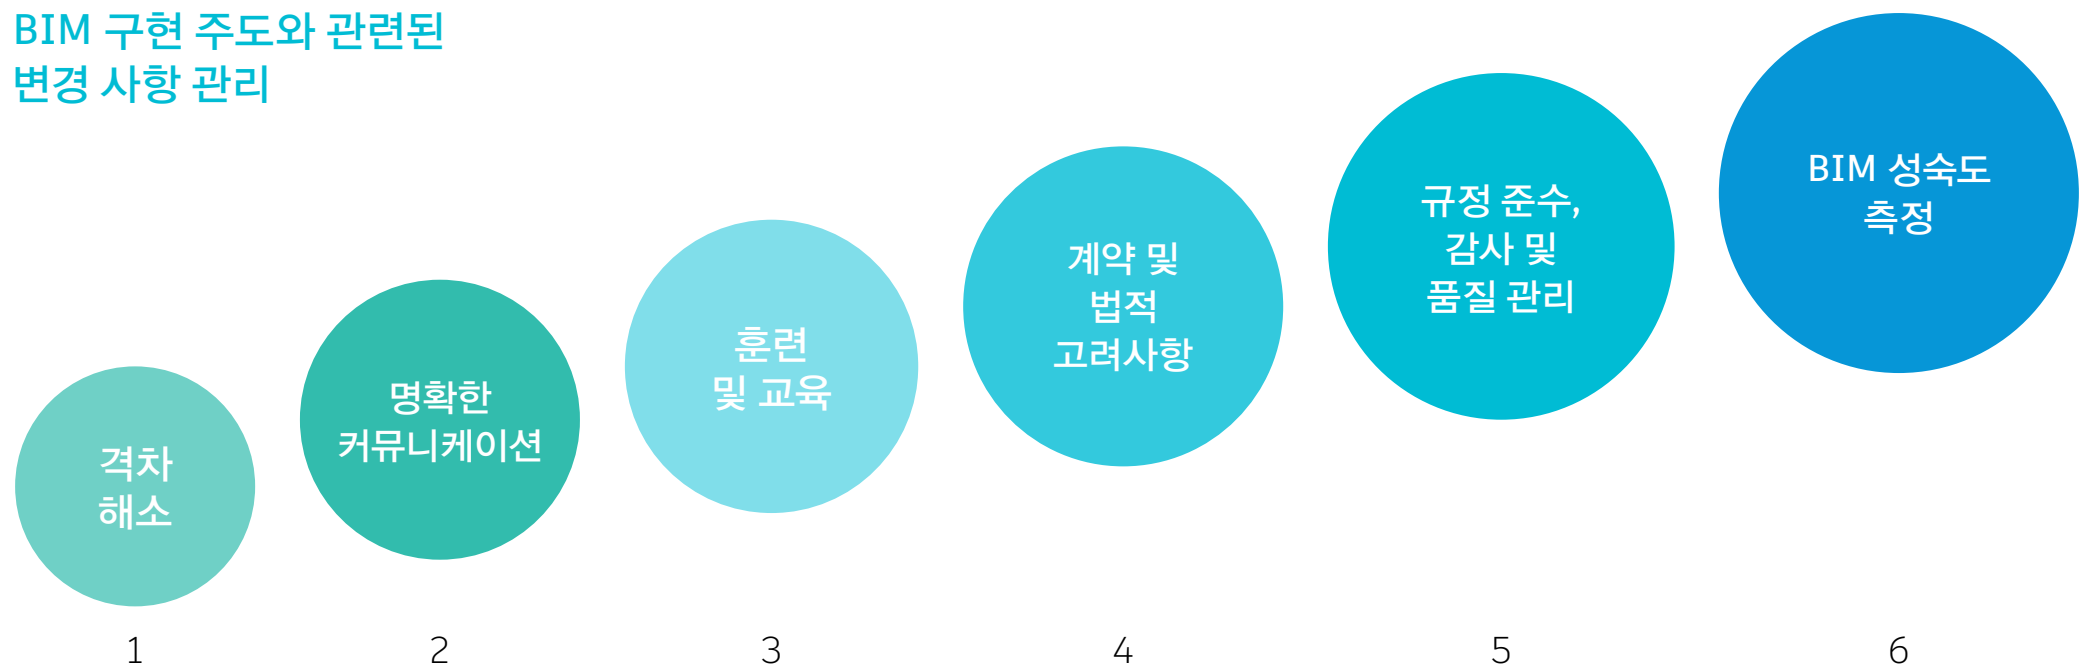 BIM 구현 주도와 관련된
변경 사항 관리
격차
해소
명확한
커뮤니케이션
훈련
및 교육
계약 및
법적
고려사항
규정 준수,
감사 및
품질 관리
BIM 성숙도
측정
1
2
3
4
5
6